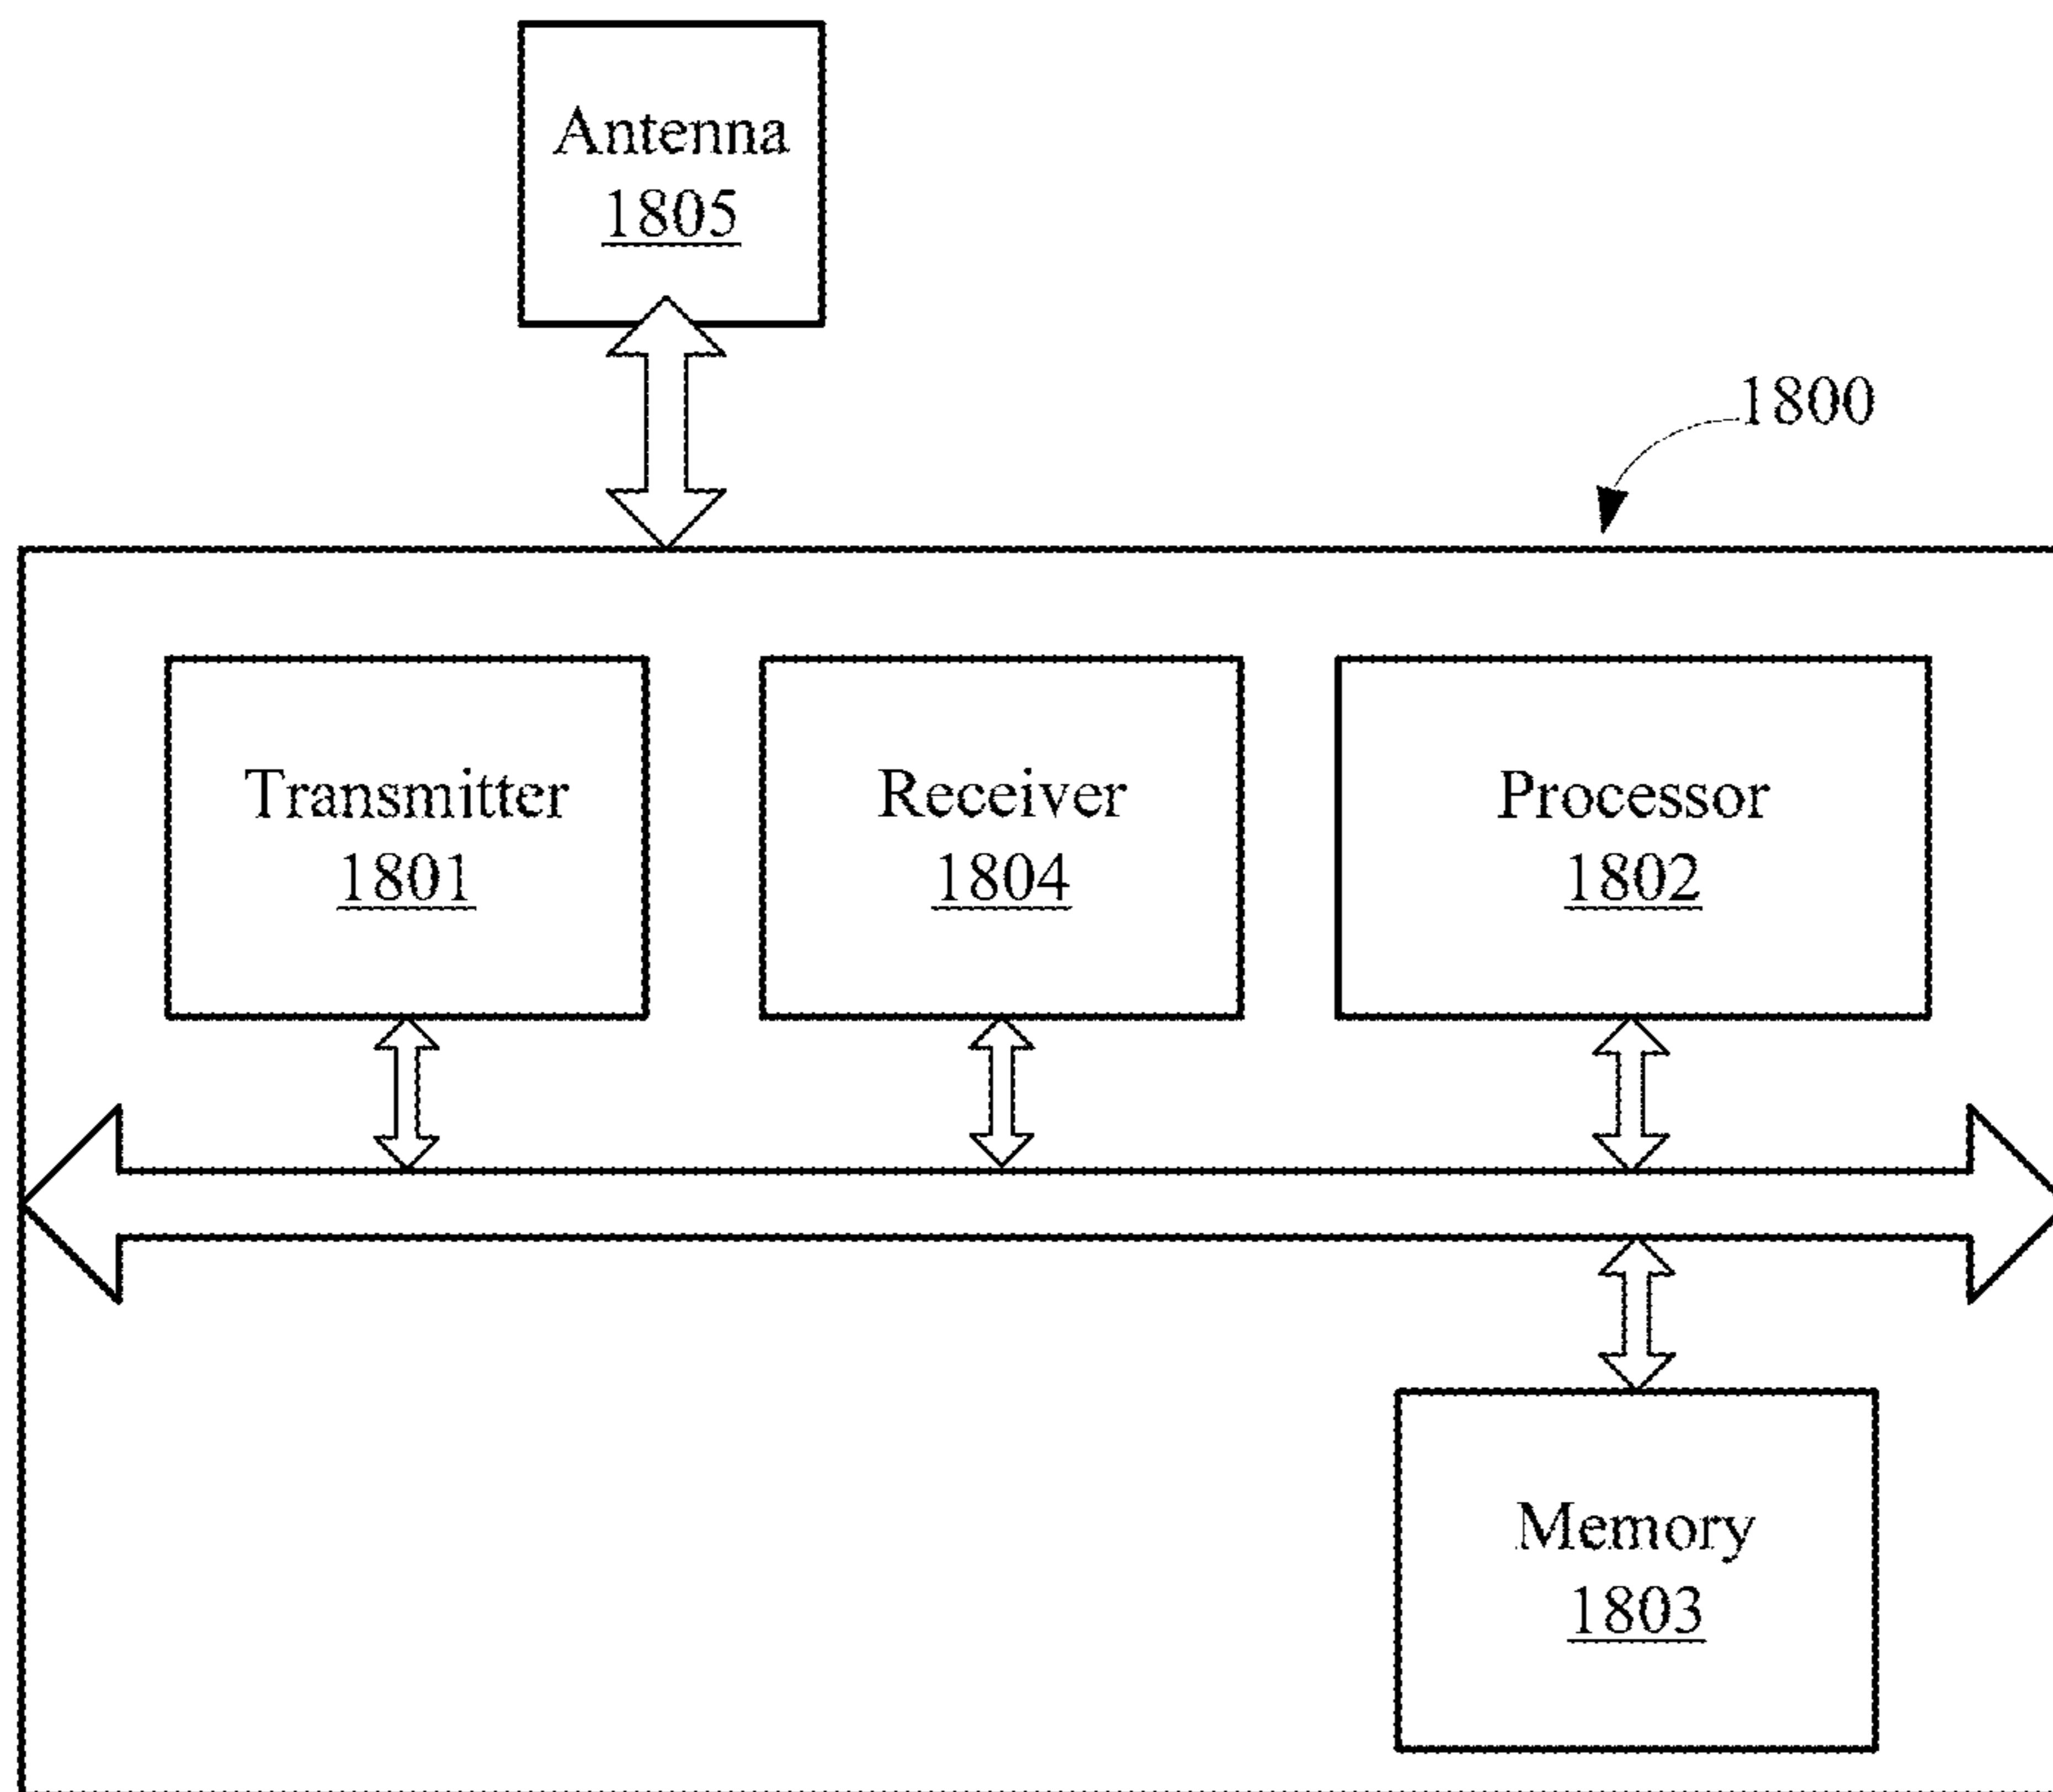 Antenna
1805
1800
Transmitter
1801
Receiver
1804
Processor
1802
Memory
1803